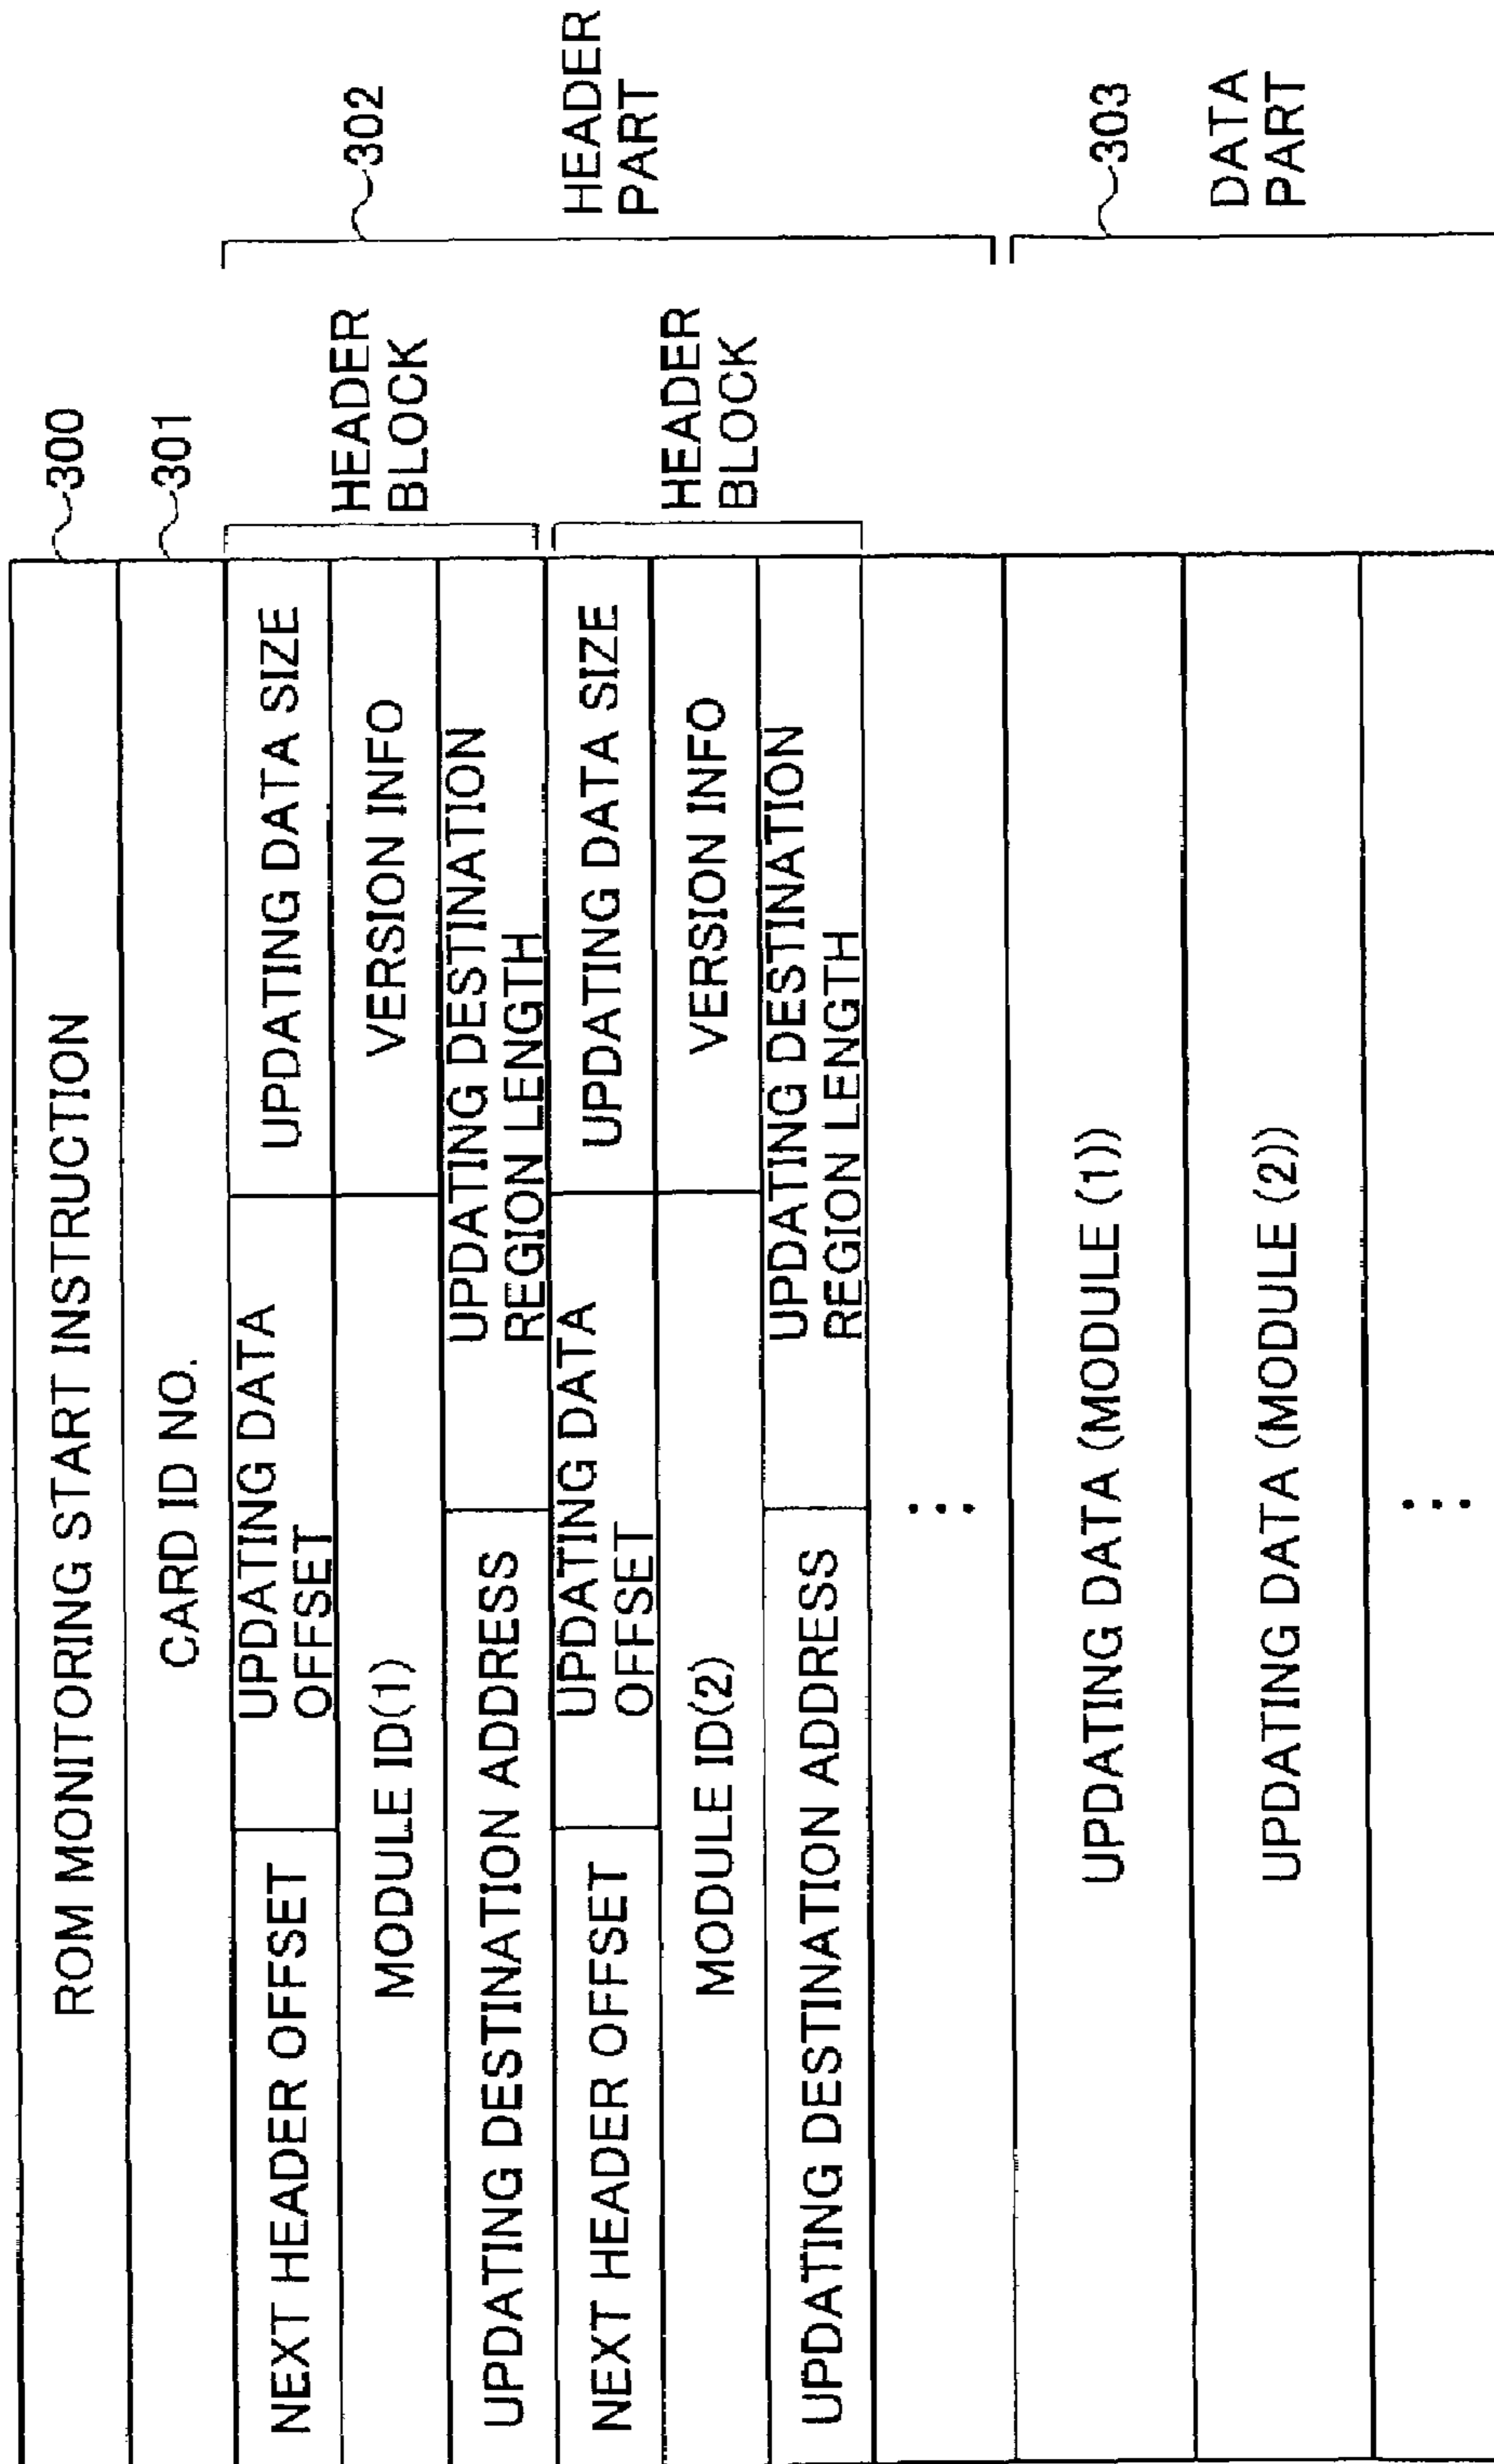 ROM MONITORING START INSTRUCTION
~300
CARD ID NO.
~301
NEXT HEADER OFFSET
UPDATING DATA
OFFSET
UPDATING DATA SIZE
MODULE ID(1)
VERSION INFO
UPDATING DESTINATION ADDRESS
UPDATING DESTINATION
REGION LENGTH
HEADER
BLOCK
NEXT HEADER OFFSET
UPDATING DATA
OFFSET
UPDATING DATA SIZE
MODULE ID(2)
VERSION INFO
UPDATING DESTINATION ADDRESS
UPDATING DESTINATION
REGION LENGTH
HEADER
BLOCK
~302
HEADER
PART
...
UPDATING DATA (MODULE (1))
UPDATING DATA (MODULE (2))
...
~303
DATA
PART